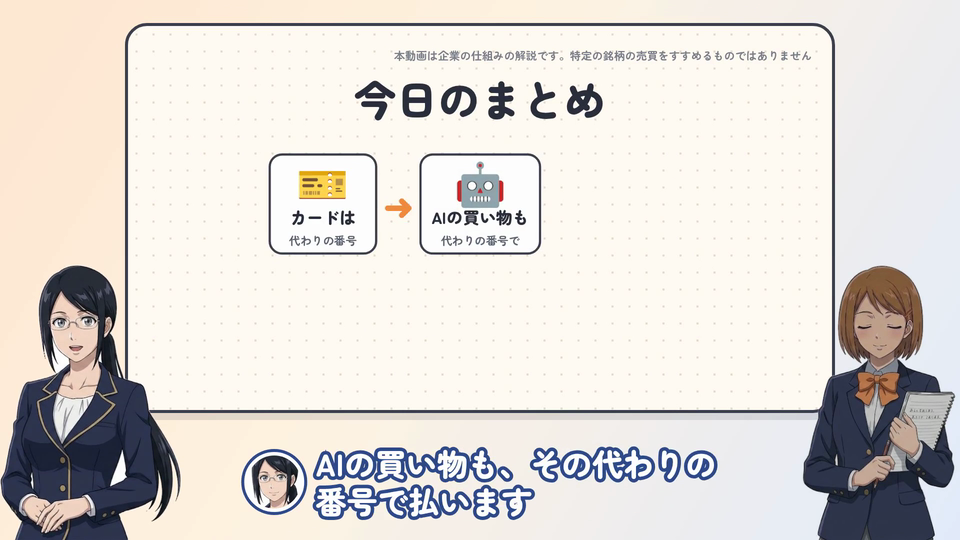 本動画は企業の仕組みの解説です。特定の銘柄の売買をすすめるものではありません
今日のまとめ
カードは
代わりの番号
AIの買い物も
代わりの番号で
AIの買い物も、その代わりの
番号で払います